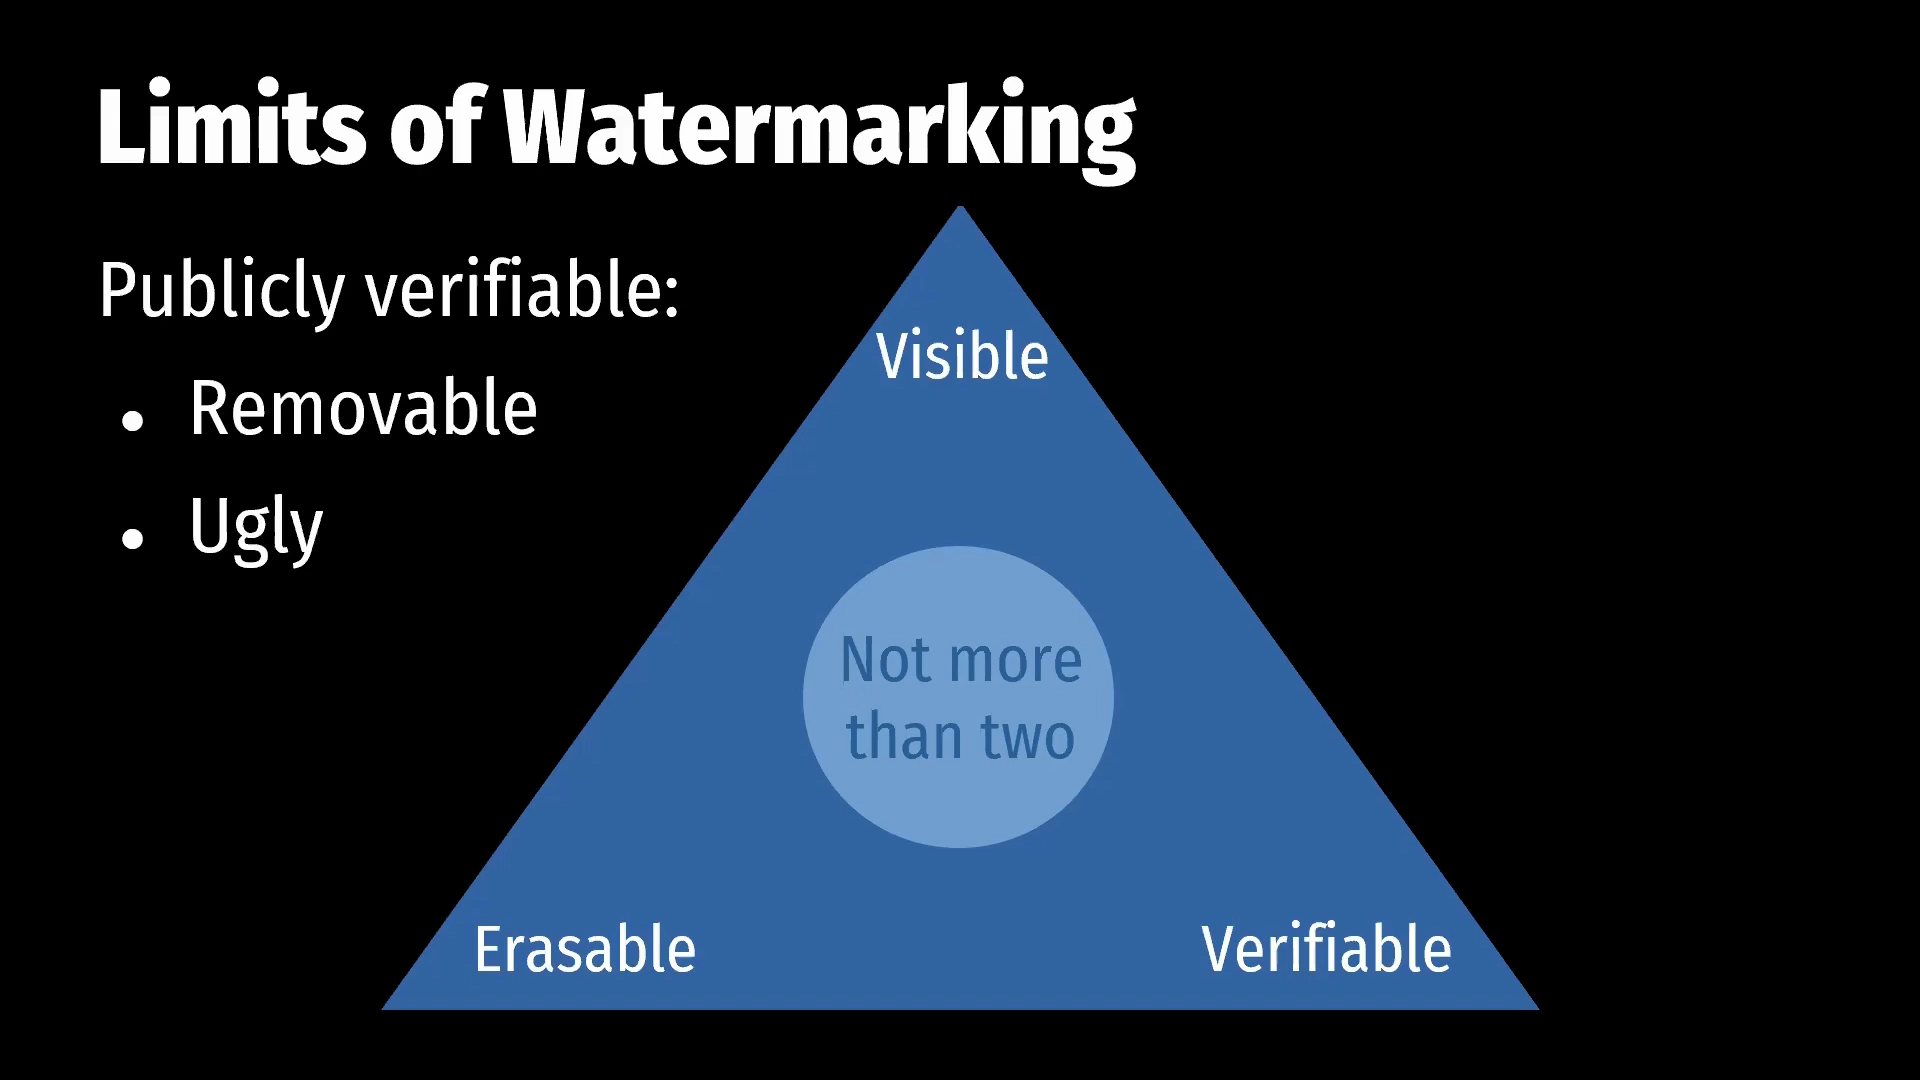 Limits of Watermarking
Publicly verifiable:
• Removable
• Ugly
Visible
Not more
than two
Erasable
Verifiable